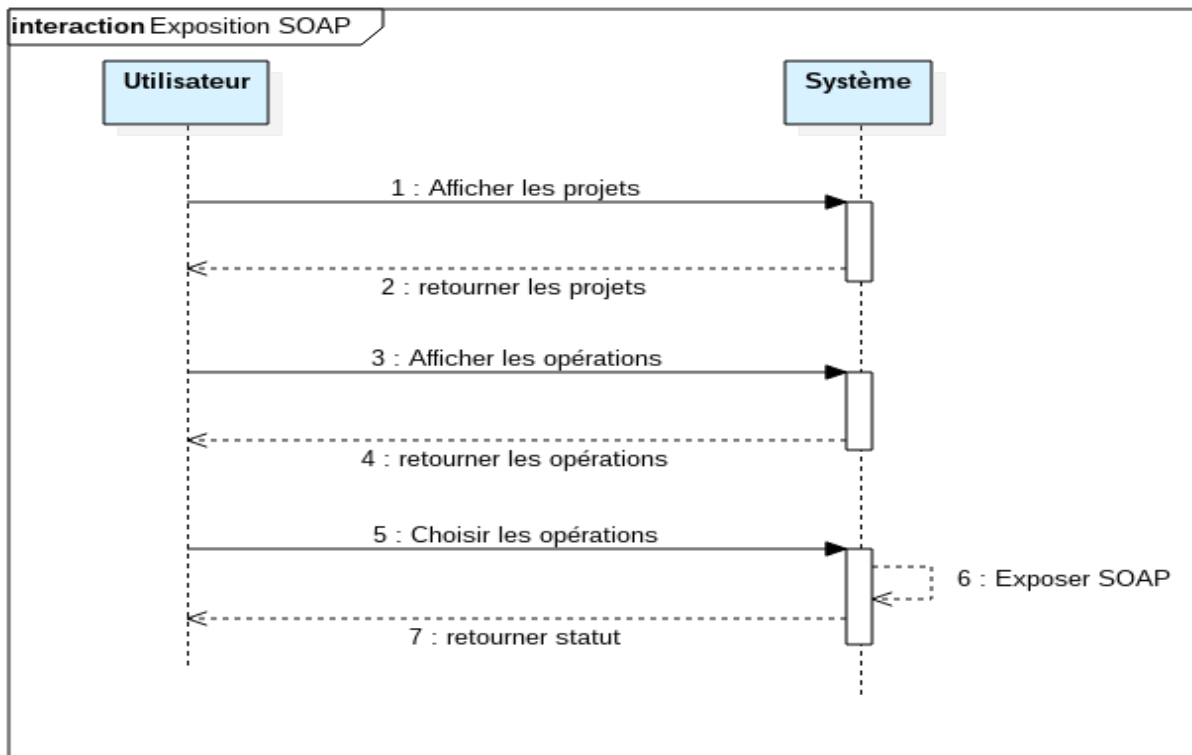 interaction Exposition SOAP
Utilisateur
Système
1 : Afficher les projets
2 : retourner les projets
3 : Afficher les opérations
4 : retourner les opérations
5 : Choisir les opérations
6 : Exposer SOAP
7 : retourner statut